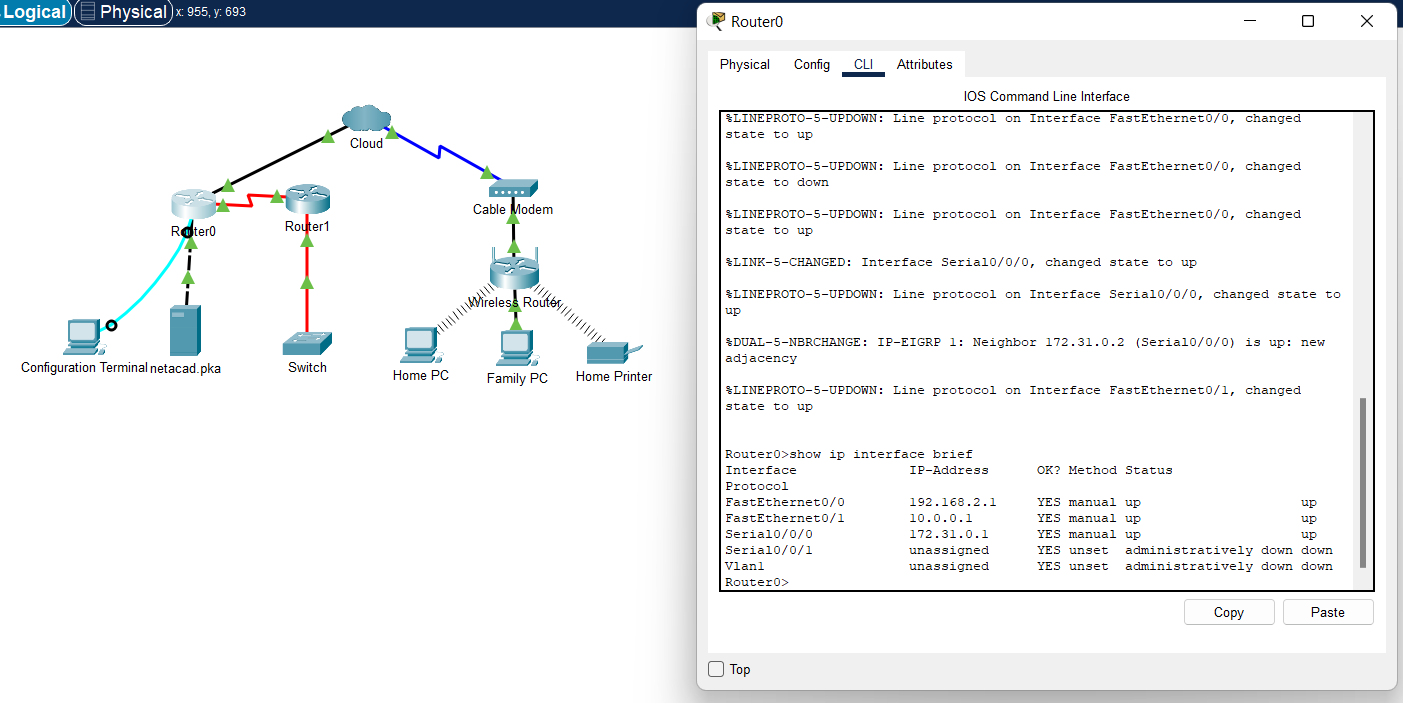 Logical Physical x: 955, y: 693
Cloud
Cable Modem
Router0
Router1
Wireless Router
Configuration Terminal
netacad.pka
Switch
Home PC
Family PC
Home Printer
Router0
Physical Config CLI Attributes
IOS Command Line Interface
%LINEPROTO-5-UPDOWN: Line protocol on Interface FastEthernet0/0, changed
state to up
%LINEPROTO-5-UPDOWN: Line protocol on Interface FastEthernet0/0, changed
state to down
%LINEPROTO-5-UPDOWN: Line protocol on Interface FastEthernet0/0, changed
state to up
%LINK-5-CHANGED: Interface Serial0/0/0, changed state to up
%LINEPROTO-5-UPDOWN: Line protocol on Interface Serial0/0/0, changed state to
up
%DUAL-5-NBRCHANGE: IP-EIGRP 1: Neighbor 172.31.0.2 (Serial0/0/0) is up: new
adjacency
%LINEPROTO-5-UPDOWN: Line protocol on Interface FastEthernet0/1, changed
state to up
Router0>show ip interface brief
Interface IP-Address OK? Method Status
Protocol
FastEthernet0/0 192.168.2.1 YES manual up up
FastEthernet0/1 10.0.0.1 YES manual up up
Serial0/0/0 172.31.0.1 YES manual up up
Serial0/0/1 unassigned YES unset administratively down down
Vlan1 unassigned YES unset administratively down down
Router0>
Copy Paste
Top